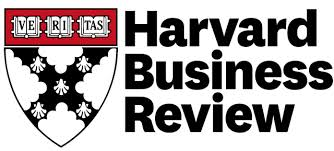 VE RI TAS
Harvard
Business
Review